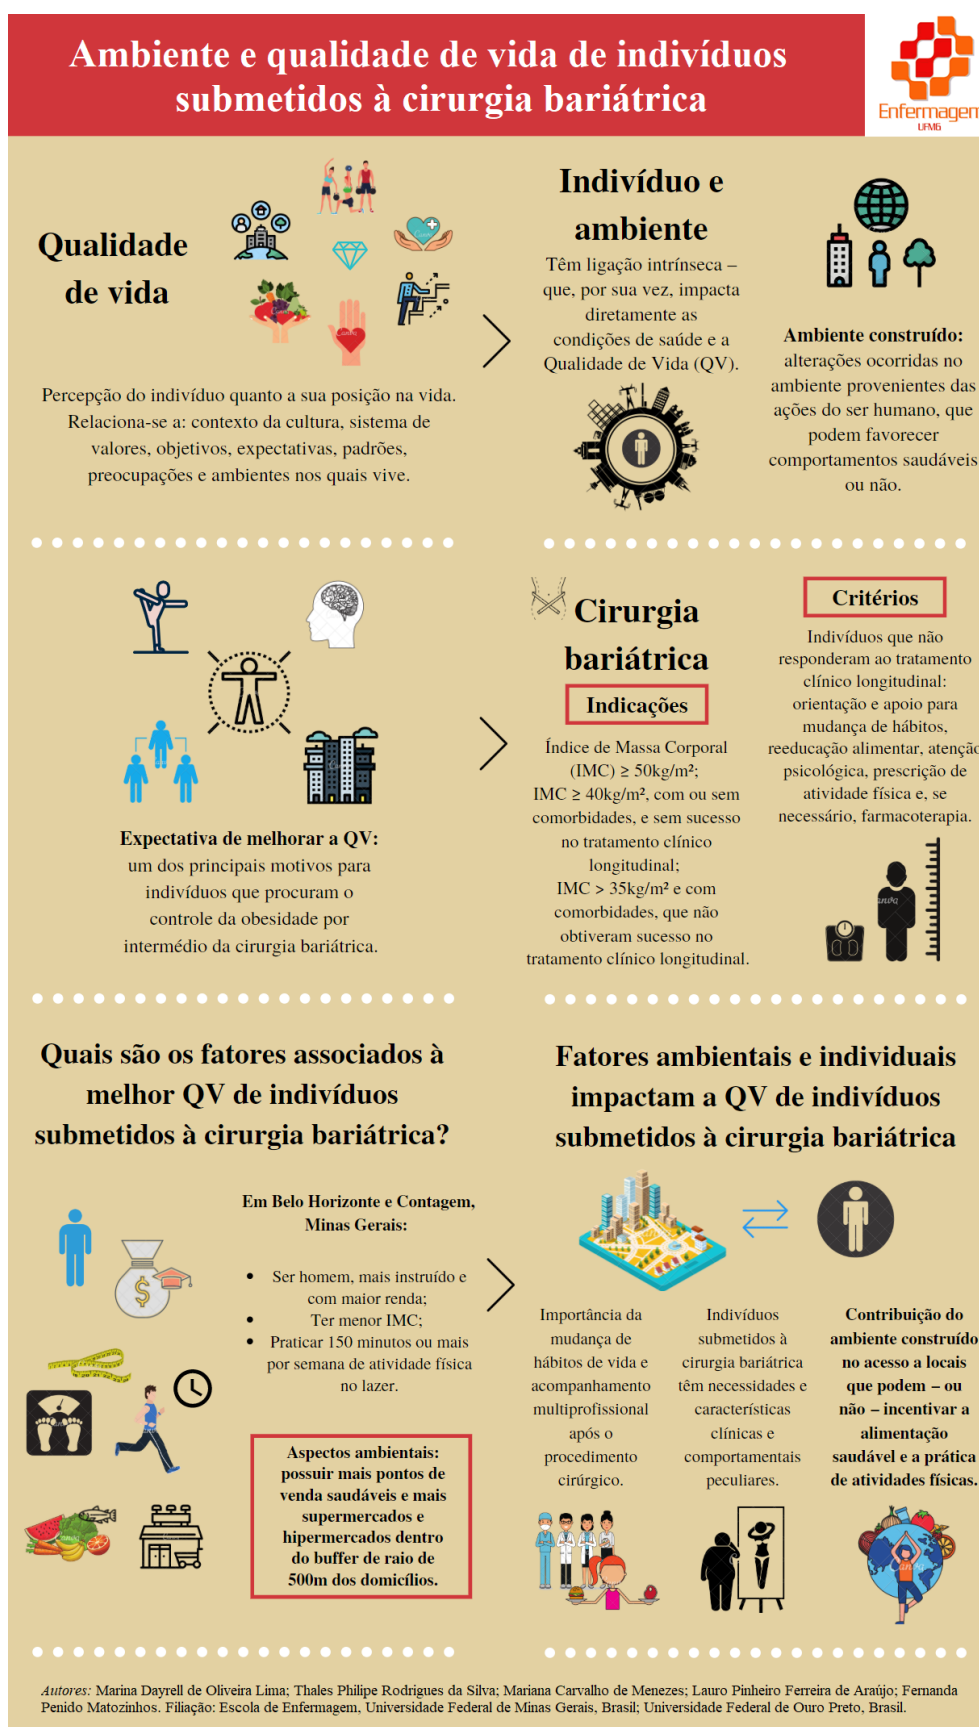 Ambiente e qualidade de vida de indivíduos
submetidos à cirurgia bariátrica
Enfermagem
UFMG
Qualidade
de vida
Percepção do indivíduo quanto a sua posição na vida.
Relaciona-se a: contexto da cultura, sistema de
valores, objetivos, expectativas, padrões,
preocupações e ambientes nos quais vive.
Indivíduo e
ambiente
Têm ligação intrínseca –
que, por sua vez, impacta
diretamente as
condições de saúde e a
Qualidade de Vida (QV).
Ambiente construído:
alterações ocorridas no
ambiente provenientes das
ações do ser humano, que
podem favorecer
comportamentos saudáveis
ou não.
Expectativa de melhorar a QV:
um dos principais motivos para
indivíduos que procuram o
controle da obesidade por
intermédio da cirurgia bariátrica.
Cirurgia
bariátrica
Indicações
Índice de Massa Corporal
(IMC) ≥ 50kg/m²;
IMC ≥ 40kg/m², com ou sem
comorbidades, e sem sucesso
no tratamento clínico
longitudinal;
IMC > 35kg/m² e com
comorbidades, que não
obtiveram sucesso no
tratamento clínico longitudinal.
Critérios
Indivíduos que não
responderam ao tratamento
clínico longitudinal:
orientação e apoio para
mudança de hábitos,
reeducação alimentar, atenção
psicológica, prescrição de
atividade física e, se
necessário, farmacoterapia.
Quais são os fatores associados à
melhor QV de indivíduos
submetidos à cirurgia bariátrica?
Em Belo Horizonte e Contagem,
Minas Gerais:
• Ser homem, mais instruído e
com maior renda;
• Ter menor IMC;
• Praticar 150 minutos ou mais
por semana de atividade física
no lazer.
Aspectos ambientais:
possuir mais pontos de
venda saudáveis e mais
supermercados e
hipermercados dentro
do buffer de raio de
500m dos domicílios.
Fatores ambientais e individuais
impactam a QV de indivíduos
submetidos à cirurgia bariátrica
Importância da
mudança de
hábitos de vida e
acompanhamento
multiprofissional
após o
procedimento
cirúrgico.
Indivíduos
submetidos à
cirurgia bariátrica
têm necessidades e
características
clínicas e
comportamentais
peculiares.
Contribuição do
ambiente construído
no acesso a locais
que podem – ou
não – incentivar a
alimentação
saudável e a prática
de atividades físicas.
Autores: Marina Dayrell de Oliveira Lima; Thales Philipe Rodrigues da Silva; Mariana Carvalho de Menezes; Lauro Pinheiro Ferreira de Araújo; Fernanda
Penido Matozinhos. Filiação: Escola de Enfermagem, Universidade Federal de Minas Gerais, Brasil; Universidade Federal de Ouro Preto, Brasil.